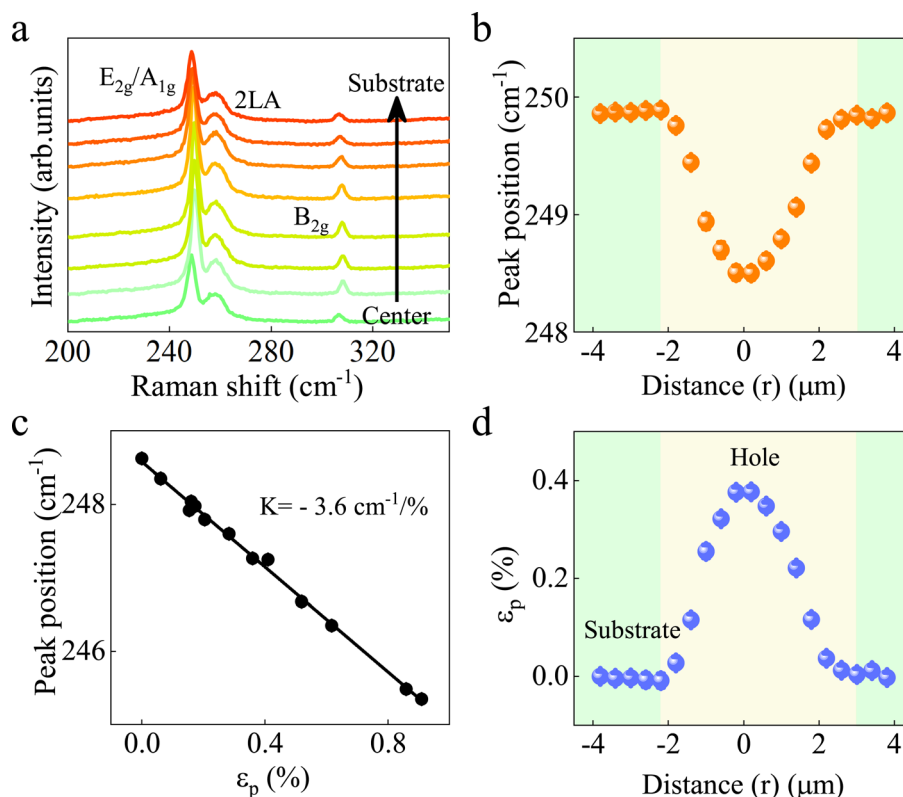 a
E2g/A1g
2LA
Substrate
B2g
Center
Intensity (arb.units)
200 240 280 320
Raman shift (cm-1)
b
250
249
248
Peak position (cm-1)
-4 -2 0 2 4
Distance (r) (μm)
c
K= - 3.6 cm-1/%
248
246
Peak position (cm-1)
0.0 0.4 0.8
εp (%)
d
Hole
Substrate
0.4
0.2
0.0
εp (%)
-4 -2 0 2 4
Distance (r) (μm)